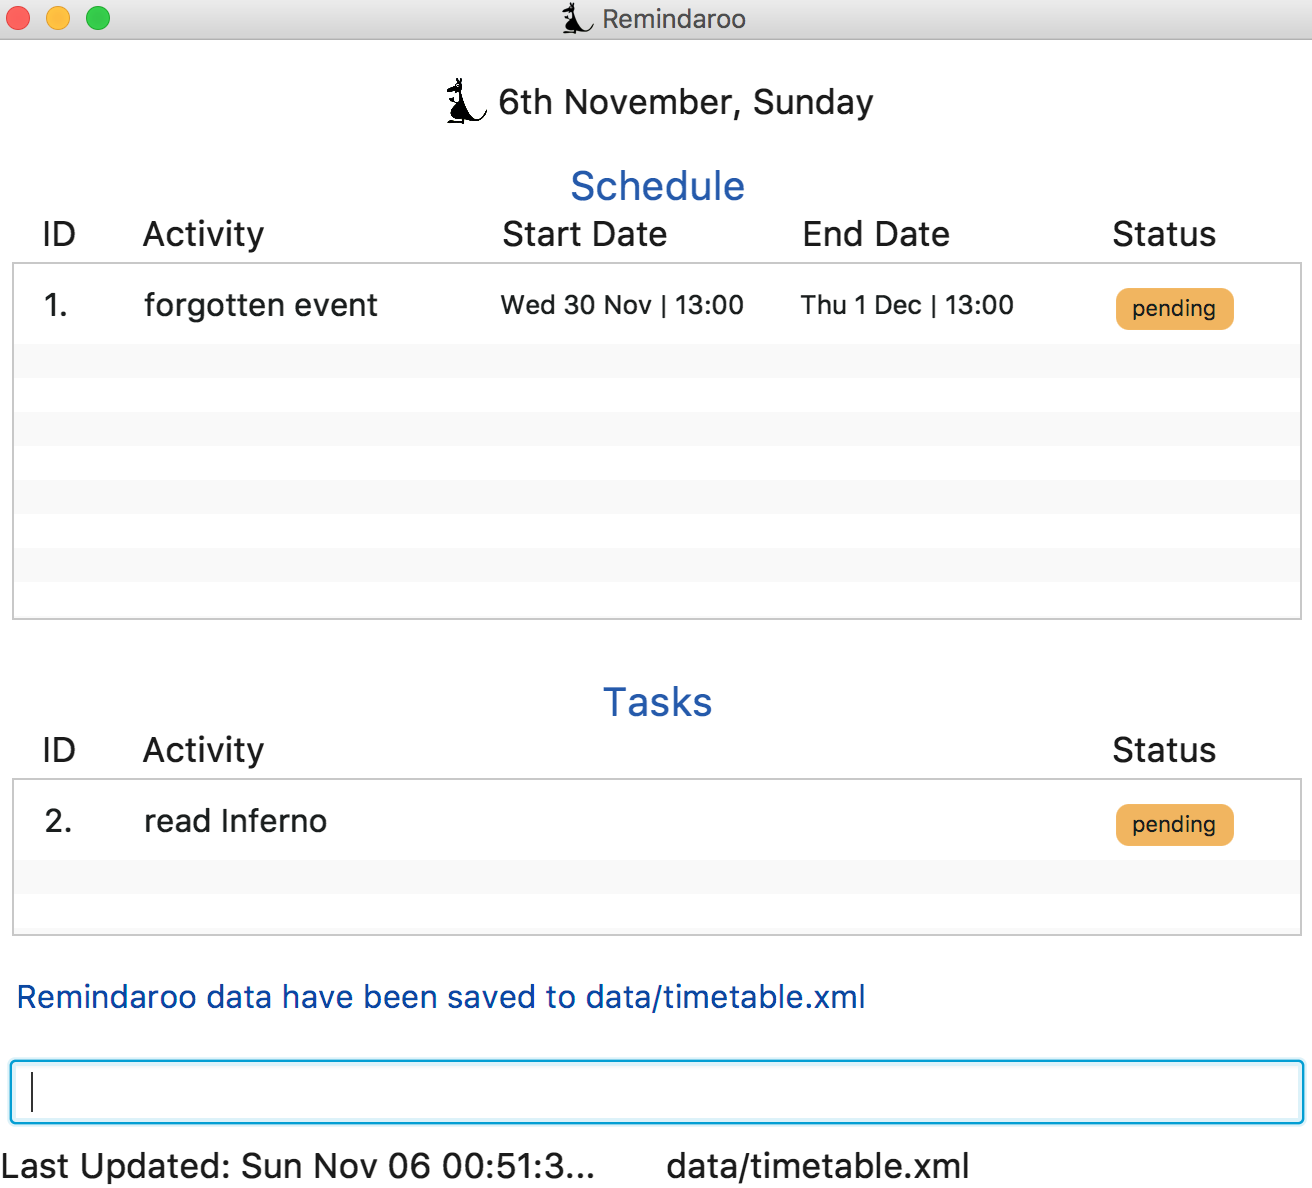 Remindaroo
6th November, Sunday
Schedule
ID Activity Start Date End Date Status
1. forgotten event Wed 30 Nov | 13:00 Thu 1 Dec | 13:00 pending
Tasks
ID Activity Status
2. read Inferno pending
Remindaroo data have been saved to data/timetable.xml
Last Updated: Sun Nov 06 00:51:3... data/timetable.xml